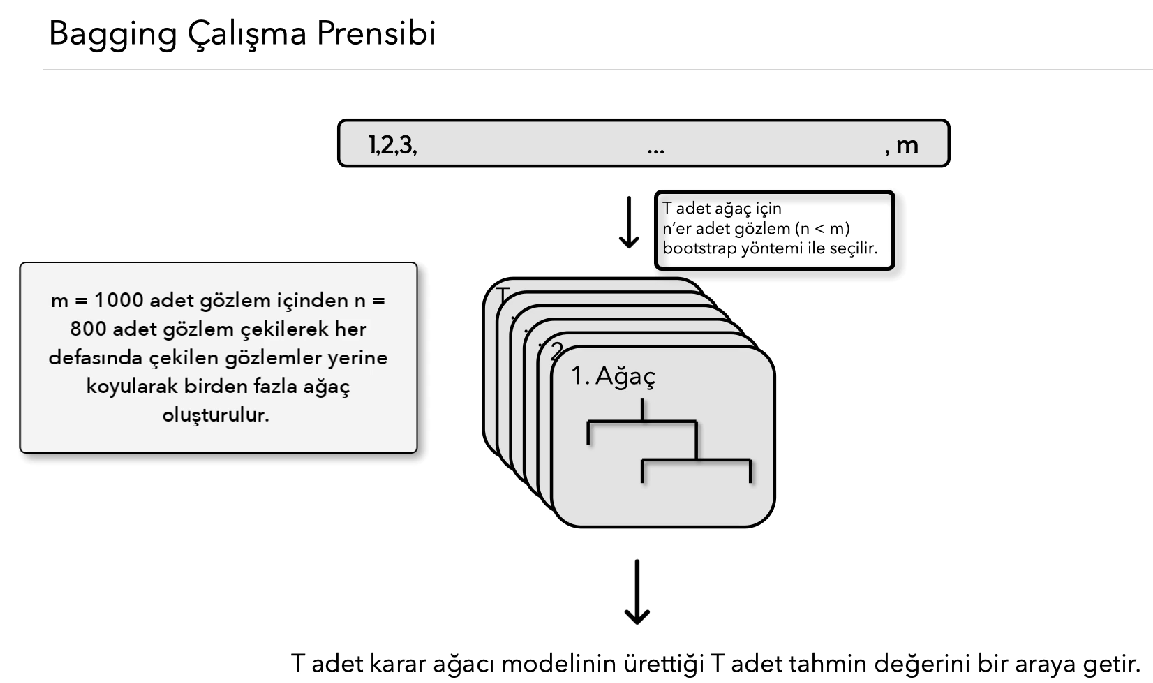 Bagging Çalışma Prensibi
1,2,3, ... , m
T adet ağaç için
n'er adet gözlem (n < m)
bootstrap yöntemi ile seçilir.
m = 1000 adet gözlem içinden n =
800 adet gözlem çekilerek her
defasında çekilen gözlemler yerine
koyularak birden fazla ağaç
oluşturulur.
T
2
1. Ağaç
T adet karar ağacı modelinin ürettiği T adet tahmin değerini bir araya getir.